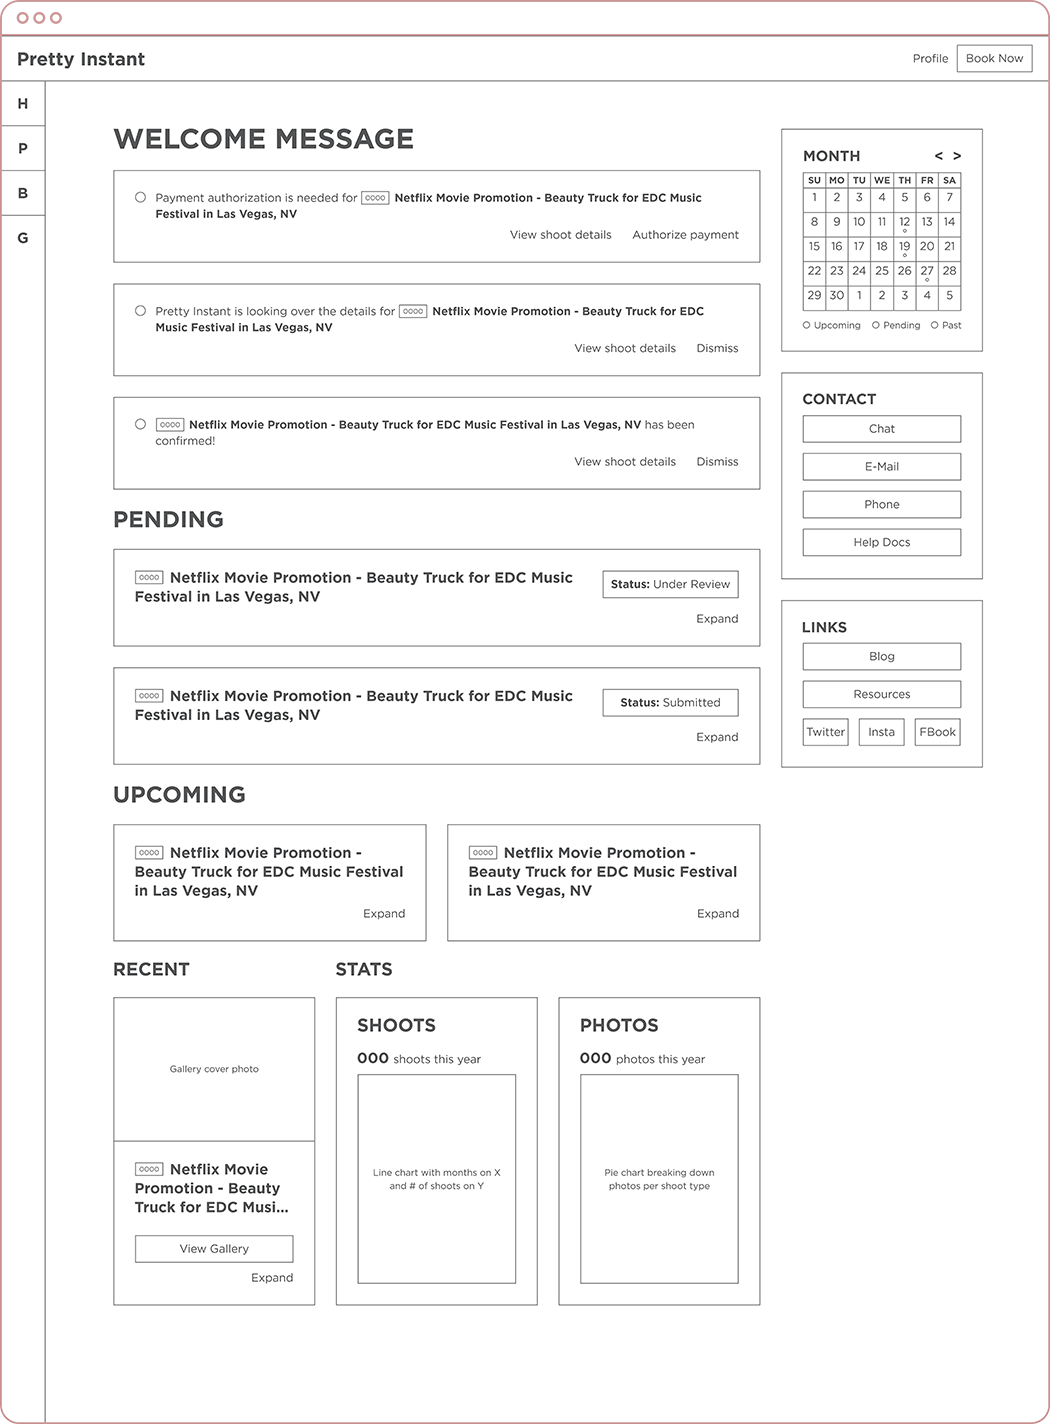 Pretty Instant
Profile
Book Now
H
P
B
G
WELCOME MESSAGE
Payment authorization is needed for 0000 Netflix Movie Promotion - Beauty Truck for EDC Music
Festival in Las Vegas, NV
View shoot details Authorize payment
Pretty Instant is looking over the details for 0000 Netflix Movie Promotion - Beauty Truck for EDC
Music Festival in Las Vegas, NV
View shoot details Dismiss
0000 Netflix Movie Promotion - Beauty Truck for EDC Music Festival in Las Vegas, NV has been
confirmed!
View shoot details Dismiss
PENDING
0000 Netflix Movie Promotion - Beauty Truck for EDC Music
Festival in Las Vegas, NV
Status: Under Review
Expand
0000 Netflix Movie Promotion - Beauty Truck for EDC Music
Festival in Las Vegas, NV
Status: Submitted
Expand
UPCOMING
0000 Netflix Movie Promotion -
Beauty Truck for EDC Music Festival
in Las Vegas, NV
Expand
0000 Netflix Movie Promotion -
Beauty Truck for EDC Music Festival
in Las Vegas, NV
Expand
RECENT
Gallery cover photo
0000 Netflix Movie
Promotion - Beauty
Truck for EDC Musi...
View Gallery
Expand
STATS
SHOOTS
000 shoots this year
Line chart with months on X
and # of shoots on Y
PHOTOS
000 photos this year
Pie chart breaking down
photos per shoot type
MONTH < >
SU MO TU WE TH FR SA
1 2 3 4 5 6 7
8 9 10 11 12 13 14
15 16 17 18 19 20 21
22 23 24 25 26 27 28
29 30 1 2 3 4 5
Upcoming Pending Past
CONTACT
Chat
E-Mail
Phone
Help Docs
LINKS
Blog
Resources
Twitter Insta FBook